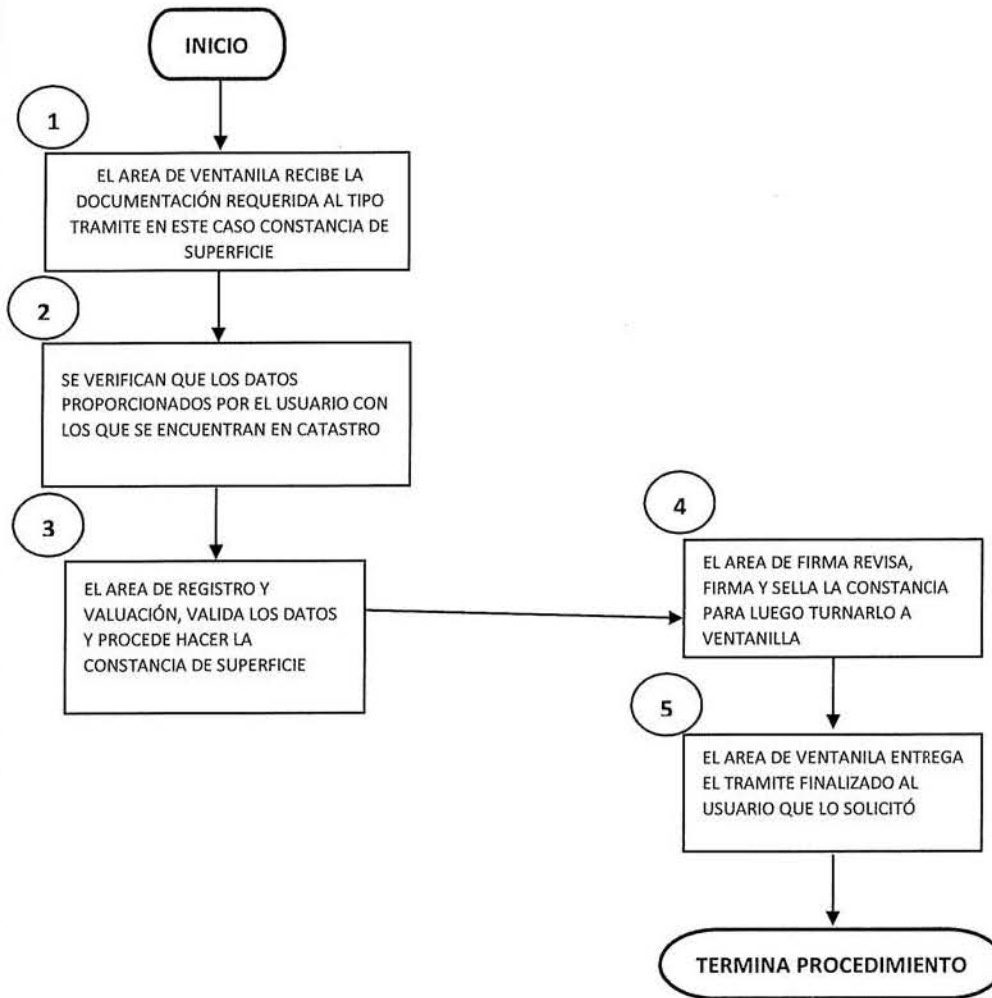 INICIO
1
EL AREA DE VENTANILA RECIBE LA
DOCUMENTACIÓN REQUERIDA AL TIPO
TRAMITE EN ESTE CASO CONSTANCIA DE
SUPERFICIE
2
SE VERIFICAN QUE LOS DATOS
PROPORCIONADOS POR EL USUARIO CON
LOS QUE SE ENCUENTRAN EN CATASTRO
3
EL AREA DE REGISTRO Y
VALUACIÓN, VALIDA LOS DATOS
Y PROCEDE HACER LA
CONSTANCIA DE SUPERFICIE
4
EL AREA DE FIRMA REVISA,
FIRMA Y SELLA LA CONSTANCIA
PARA LUEGO TURNARLO A
VENTANILLA
5
EL AREA DE VENTANILA ENTREGA
EL TRAMITE FINALIZADO AL
USUARIO QUE LO SOLICITÓ
TERMINA PROCEDIMIENTO